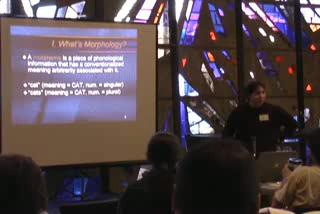 I. What's Morphology?
A morpheme is a piece of phonological
information that has a conventionalized
meaning arbitrarily associated with it.
"cat" (meaning = CAT, num. = singular)
"cats" (meaning = CAT, num. = plural)